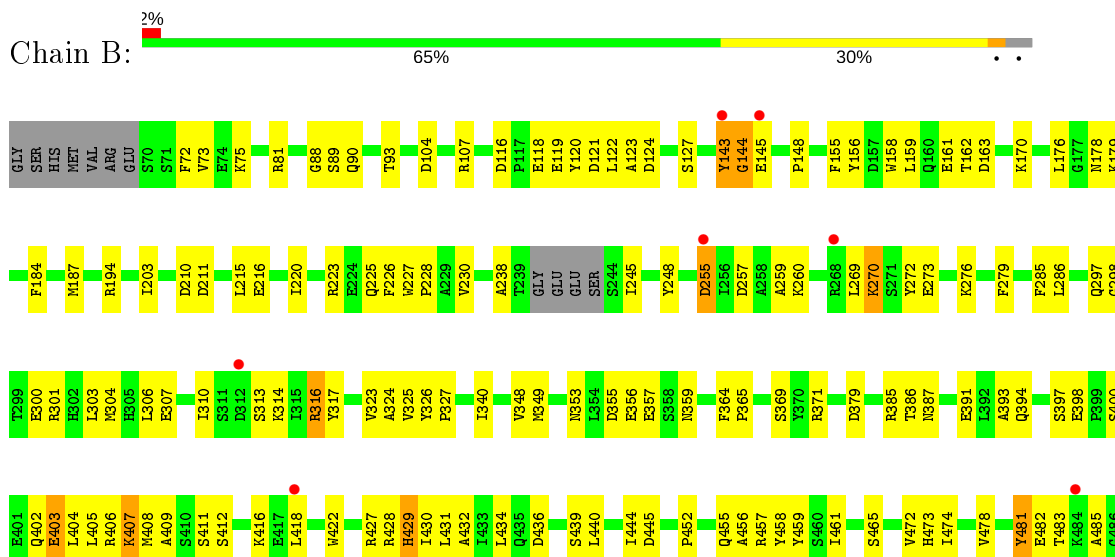 2%
Chain B:
65% 30% • •
GLY SER HIS MET VAL ARG GLU S70 S71 F72 V73 E74 K75 R81 G88 S89 Q90 T93 D104 R107 D116 P117 E118 E119 Y120 D121 L122 A123 D124 S127 Y143 G144 E145 P148 F155 Y156 D157 W158 L159 Q160 E161 T162 D163 K170 L176 G177 N178 K179
F184 M187 R194 I203 D210 D211 L215 E216 I220 R223 E224 Q225 F226 W227 P228 A229 V230 A238 T239 GLY GLU GLU SER S244 I245 Y248 D255 I256 D257 A258 A259 K260 R268 L269 K270 S271 Y272 E273 K276 F279 F285 L286 Q297
T299 E300 R301 H302 L303 M304 H305 L306 E307 I310 S311 D312 S313 K314 I315 R316 Y317 V323 A324 V325 Y326 P327 I340 V348 M349 N353 L354 D355 E356 E357 S358 N359 F364 P365 S369 Y370 R371 D379 R385 T386 N387 E391 L392 A393 Q394 S397 E398 P399
E401 Q402 E403 L404 L405 R406 K407 M408 A409 S410 S411 S412 K416 E417 L418 W422 R427 R428 H429 I430 L431 A432 I433 L434 Q435 D436 S439 L440 I444 D445 P452 Q455 A456 R457 Y458 Y459 S460 I461 S465 V472 H473 I474 V478 Y481 E482 T483 K484 A485